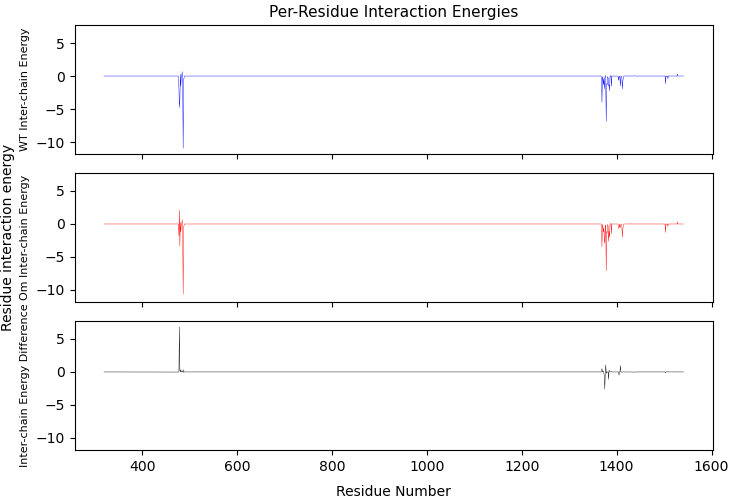 Per-Residue Interaction Energies
Residue interaction energy
WT Inter-chain Energy
5
0
−5
−10
Om Inter-chain Energy
5
0
−5
−10
Inter-chain Energy Difference
5
0
−5
−10
400 600 800 1000 1200 1400 1600
Residue Number